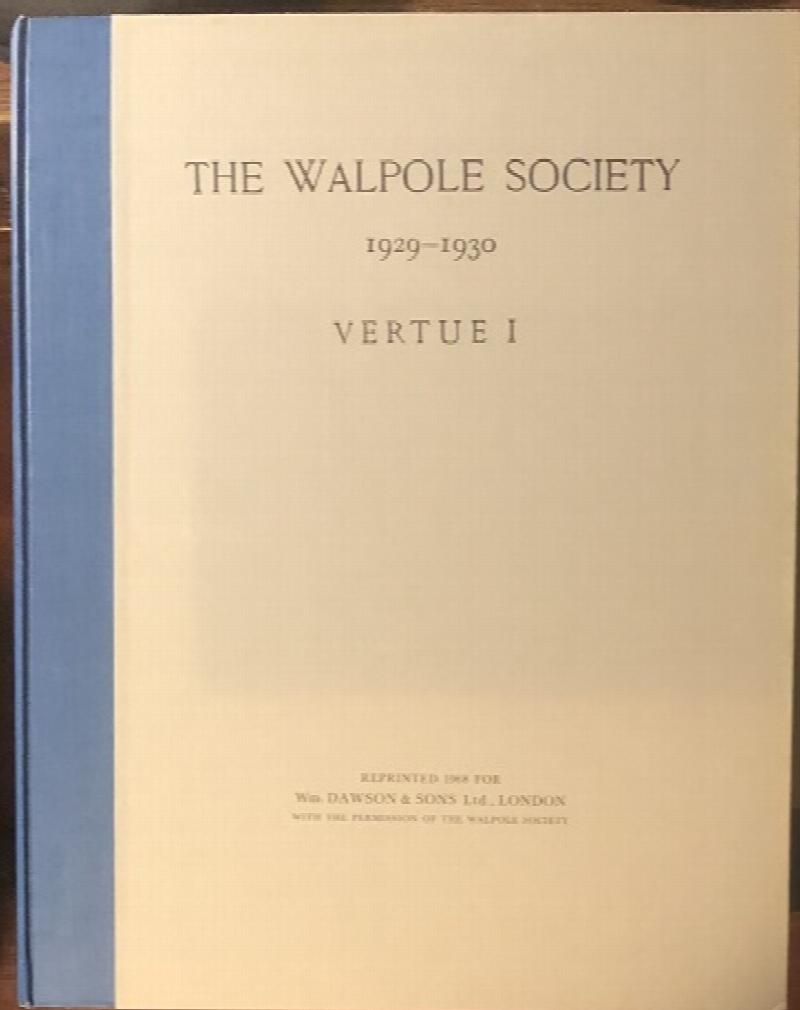 THE WALPOLE SOCIETY
1929–1930
VERTUE I
REPRINTED 1968 FOR
Wm. DAWSON & SONS Ltd., LONDON
WITH THE PERMISSION OF THE WALPOLE SOCIETY